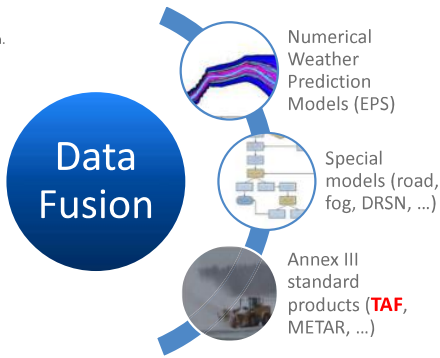 Data
Fusion
Numerical
Weather
Prediction
Models (EPS)
Special
models (road,
fog, DRSN, ...)
Annex III
standard
products (TAF,
METAR, ...)